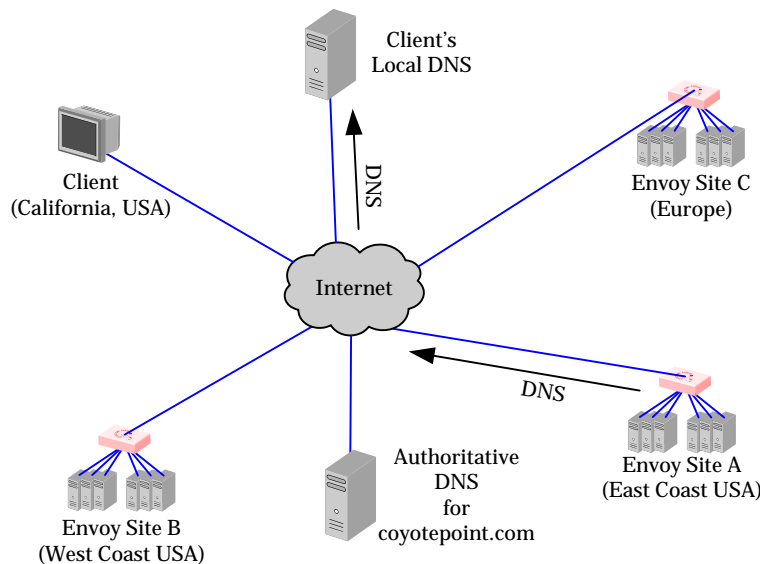 Client's
Local DNS
DNS
Client
(California, USA)
Envoy Site C
(Europe)
Internet
DNS
Envoy Site A
(East Coast USA)
Authoritative
DNS
for
coyotepoint.com
Envoy Site B
(West Coast USA)